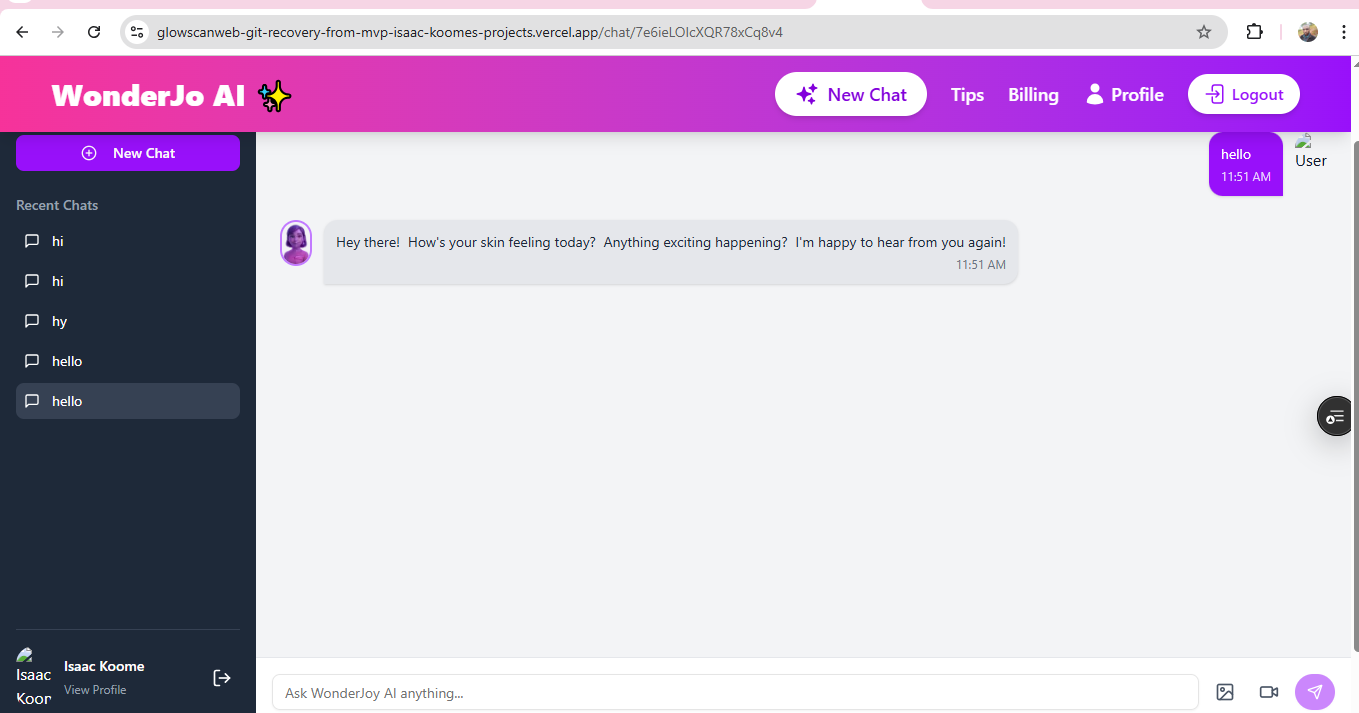 glowscanweb-git-recovery-from-mvp-isaac-koomes-projects.vercel.app/chat/7e6ieLOIcXQR78xCq8v4
WonderJo AI
New Chat
Tips
Billing
Profile
Logout
New Chat
Recent Chats
hi
hi
hy
hello
hello
hello
11:51 AM
User
Hey there! How's your skin feeling today? Anything exciting happening? I'm happy to hear from you again!
11:51 AM
Isaac
Koon
Isaac Koome
View Profile
Ask WonderJoy AI anything...